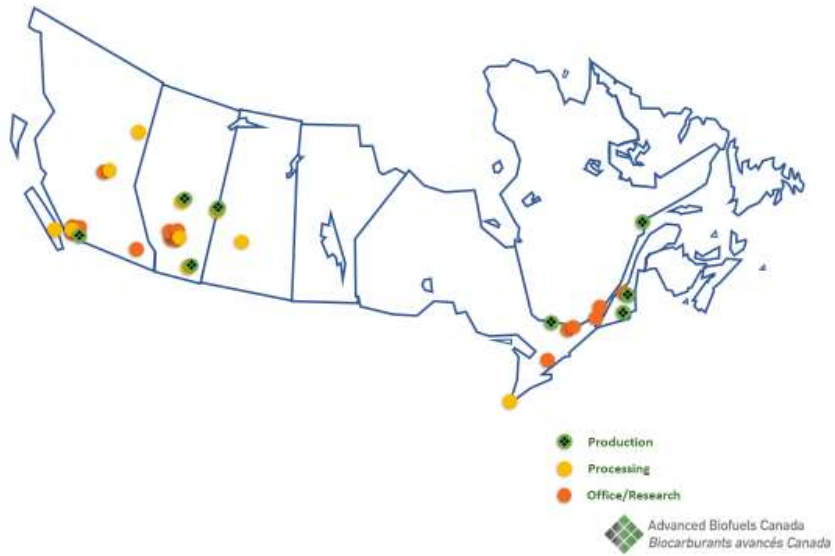 Production
Processing
Office/Research
Advanced Biofuels Canada
Biocarburants avancés Canada